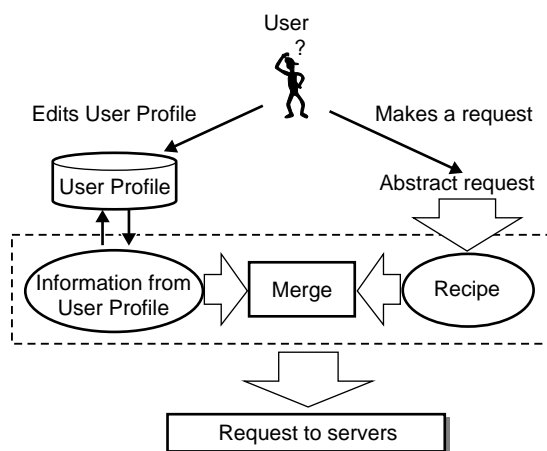 User
?
Edits User Profile
Makes a request
User Profile
Abstract request
Information from
User Profile
Merge
Recipe
Request to servers